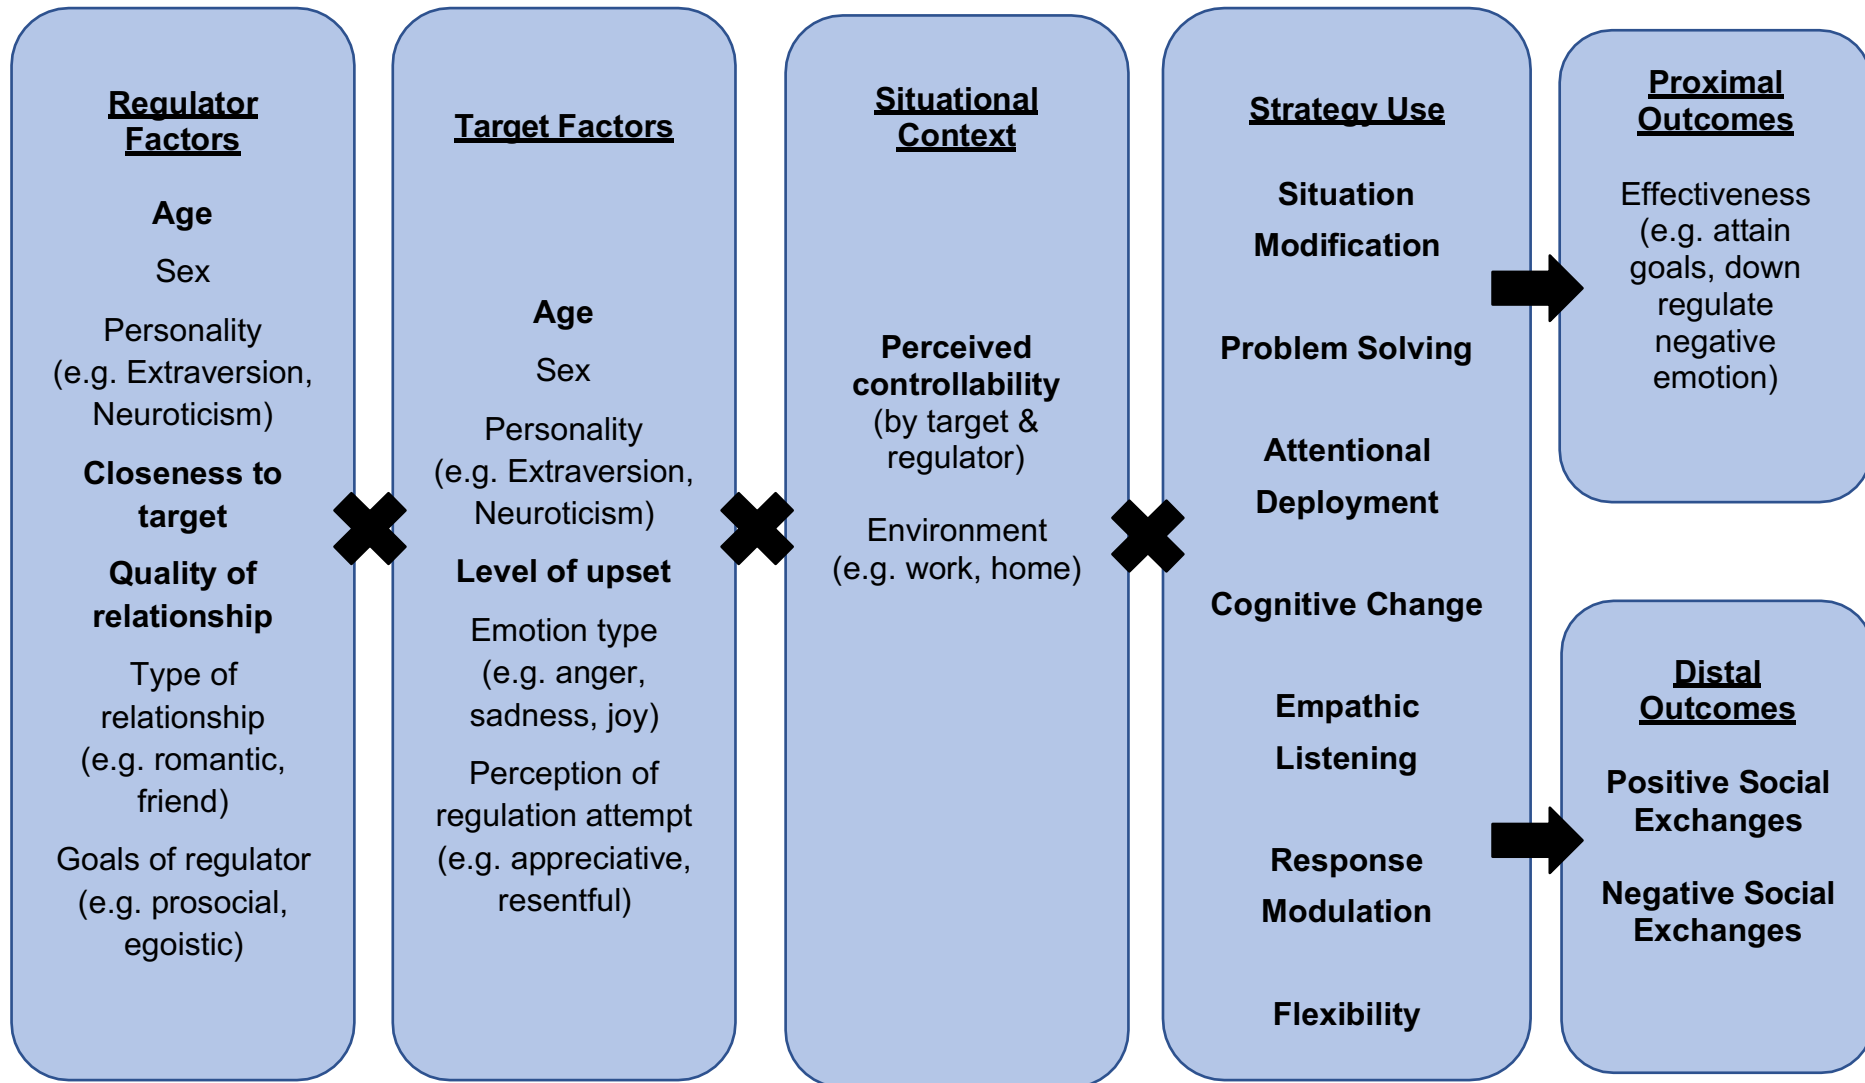 Regulator
Factors
Age
Sex
Personality
(e.g. Extraversion,
Neuroticism)
Closeness to
target
Quality of
relationship
Type of
relationship
(e.g. romantic,
friend)
Goals of regulator
(e.g. prosocial,
egoistic)
Target Factors
Age
Sex
Personality
(e.g. Extraversion,
Neuroticism)
Level of upset
Emotion type
(e.g. anger,
sadness, joy)
Perception of
regulation attempt
(e.g. appreciative,
resentful)
Situational
Context
Perceived
controllability
(by target &
regulator)
Environment
(e.g. work, home)
Strategy Use
Situation
Modification
Problem Solving
Attentional
Deployment
Cognitive Change
Empathic
Listening
Response
Modulation
Flexibility
Proximal
Outcomes
Effectiveness
(e.g. attain
goals, down
regulate
negative
emotion)
Distal
Outcomes
Positive Social
Exchanges
Negative Social
Exchanges